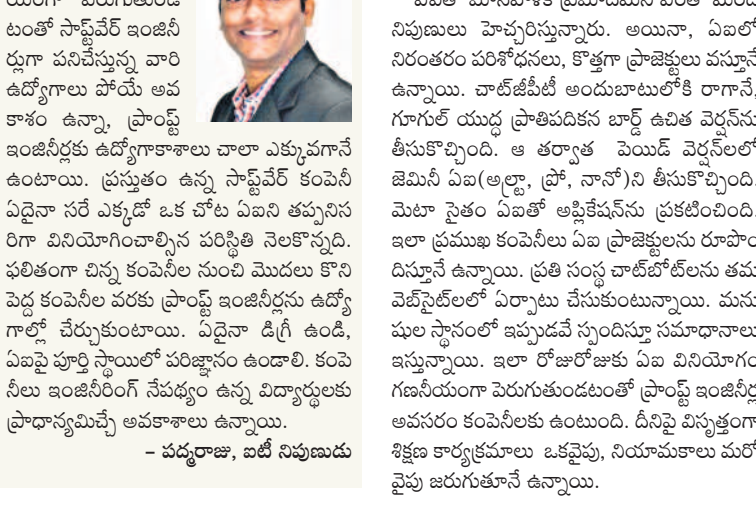 యంగా పెరుగుతుండ
టంతో సాఫ్ట్‌వేర్ ఇంజినీ
ర్లుగా పనిచేస్తున్న వారి
ఉద్యోగాలు పోయే అవ
కాశం ఉన్నా, ప్రాంప్ట్
ఇంజినీర్లకు ఉద్యోగాకాశాలు చాలా ఎక్కువగానే
ఉంటాయి. ప్రస్తుతం ఉన్న సాఫ్ట్‌వేర్ కంపెనీ
ఏదైనా సరే ఎక్కడో ఒక చోట ఏఐని తప్పనిస
రిగా వినియోగించాల్సిన పరిస్థితి నెలకొన్నది.
ఫలితంగా చిన్న కంపెనీల నుంచి మొదలు కొని
పెద్ద కంపెనీల వరకు ప్రాంప్ట్ ఇంజినీర్లను ఉద్యో
గాల్లో చేర్చుకుంటాయి. ఏదైనా డిగ్రీ ఉండి,
ఏఐపై పూర్తి స్థాయిలో పరిజ్ఞానం ఉండాలి. కంపె
నీలు ఇంజినీరింగ్ నేపథ్యం ఉన్న విద్యార్థులకు
ప్రాధాన్యమిచ్చే అవకాశాలు ఉన్నాయి.
– పద్మరాజు, ఐటీ నిపుణుడు
నిపుణులు హెచ్చరిస్తున్నారు. అయినా, ఏఐలో
నిరంతరం పరిశోధనలు, కొత్తగా ప్రాజెక్టులు వస్తూనే
ఉన్నాయి. చాట్‌జీపీటీ అందుబాటులోకి రాగానే,
గూగుల్ యుద్ధ ప్రాతిపదికన బార్డ్ ఉచిత వెర్షన్‌ను
తీసుకొచ్చింది. ఆ తర్వాత పెయిడ్ వెర్షన్‌లలో
జెమినీ ఏఐ(అల్ట్రా, ప్రో, నానో)ని తీసుకొచ్చింది.
మెటా సైతం ఏఐతో అప్లికేషన్‌ను ప్రకటించింది.
ఇలా ప్రముఖ కంపెనీలు ఏఐ ప్రాజెక్టులను రూపొం
దిస్తూనే ఉన్నాయి. ప్రతి సంస్థ చాట్‌బోట్‌లను తమ
వెబ్‌సైట్‌లలో ఏర్పాటు చేసుకుంటున్నాయి. మను
షుల స్థానంలో ఇప్పుడవే స్పందిస్తూ సమాధానాలు
ఇస్తున్నాయి. ఇలా రోజురోజుకు ఏఐ వినియోగం
గణనీయంగా పెరుగుతుండటంతో ప్రాంప్ట్ ఇంజినీర్ల
అవసరం కంపెనీలకు ఉంటుంది. దీనిపై విస్తృతంగా
శిక్షణ కార్యక్రమాలు ఒకవైపు, నియామకాలు మరో
వైపు జరుగుతూనే ఉన్నాయి.